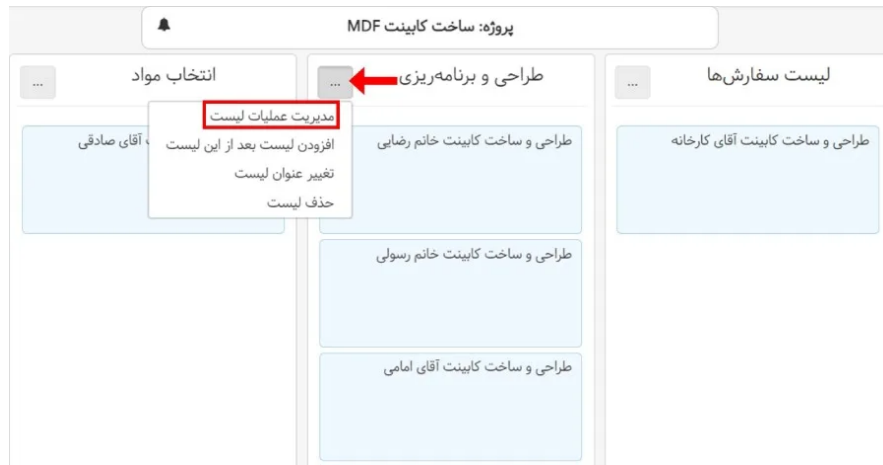 پروژه: ساخت کابینت MDF
لیست سفارش‌ها
...
طراحی و ساخت کابینت آقای کارخانه
طراحی و برنامه‌ریزی
...
مدیریت عملیات لیست
افزودن لیست بعد از این لیست
تغییر عنوان لیست
حذف لیست
طراحی و ساخت کابینت خانم رضایی
طراحی و ساخت کابینت خانم رسولی
طراحی و ساخت کابینت آقای امامی
انتخاب مواد
...
آقای صادقی